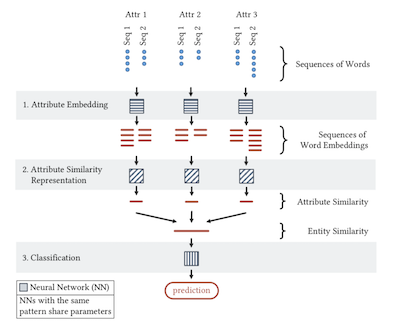 Attr 1 Attr 2 Attr 3
Seq 1 Seq 2 Seq 1 Seq 2 Seq 1 Seq 2
Sequences of Words
1. Attribute Embedding
Sequences of
Word Embeddings
2. Attribute Similarity
Representation
Attribute Similarity
Entity Similarity
3. Classification
Neural Network (NN)
prediction
NNs with the same
pattern share parameters